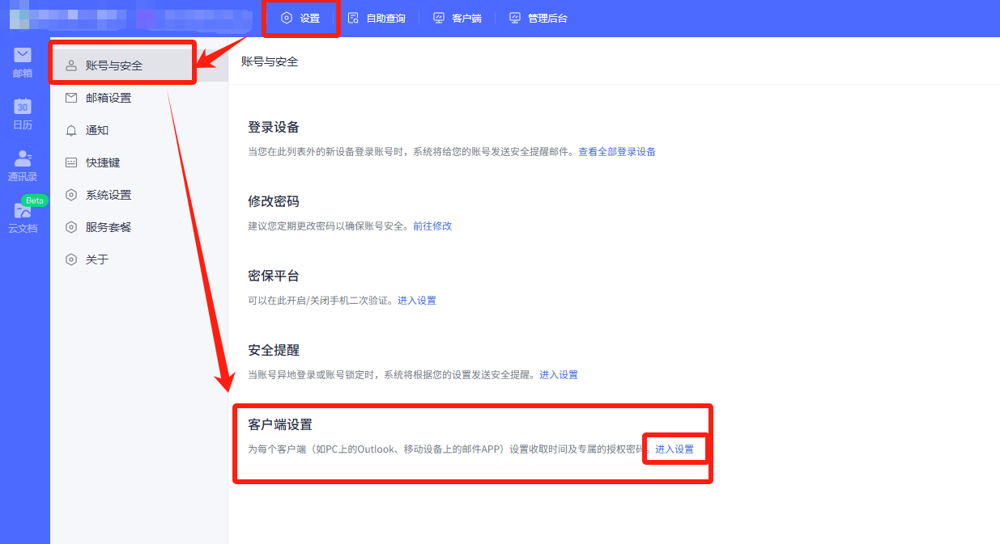 设置
自助查询
客户端
管理后台
邮箱
30
日历
通讯录
Beta
云文档
账号与安全
邮箱设置
通知
快捷键
系统设置
服务套餐
关于
账号与安全
登录设备
当您在此列表外的新设备登录账号时，系统将给您的账号发送安全提醒邮件。查看全部登录设备
修改密码
建议您定期更改密码以确保账号安全。前往修改
密保平台
可以在此开启/关闭手机二次验证。进入设置
安全提醒
当账号异地登录或账号锁定时，系统将根据您的设置发送安全提醒。进入设置
客户端设置
为每个客户端（如PC上的Outlook、移动设备上的邮件APP）设置收取时间及专属的授权密码。进入设置